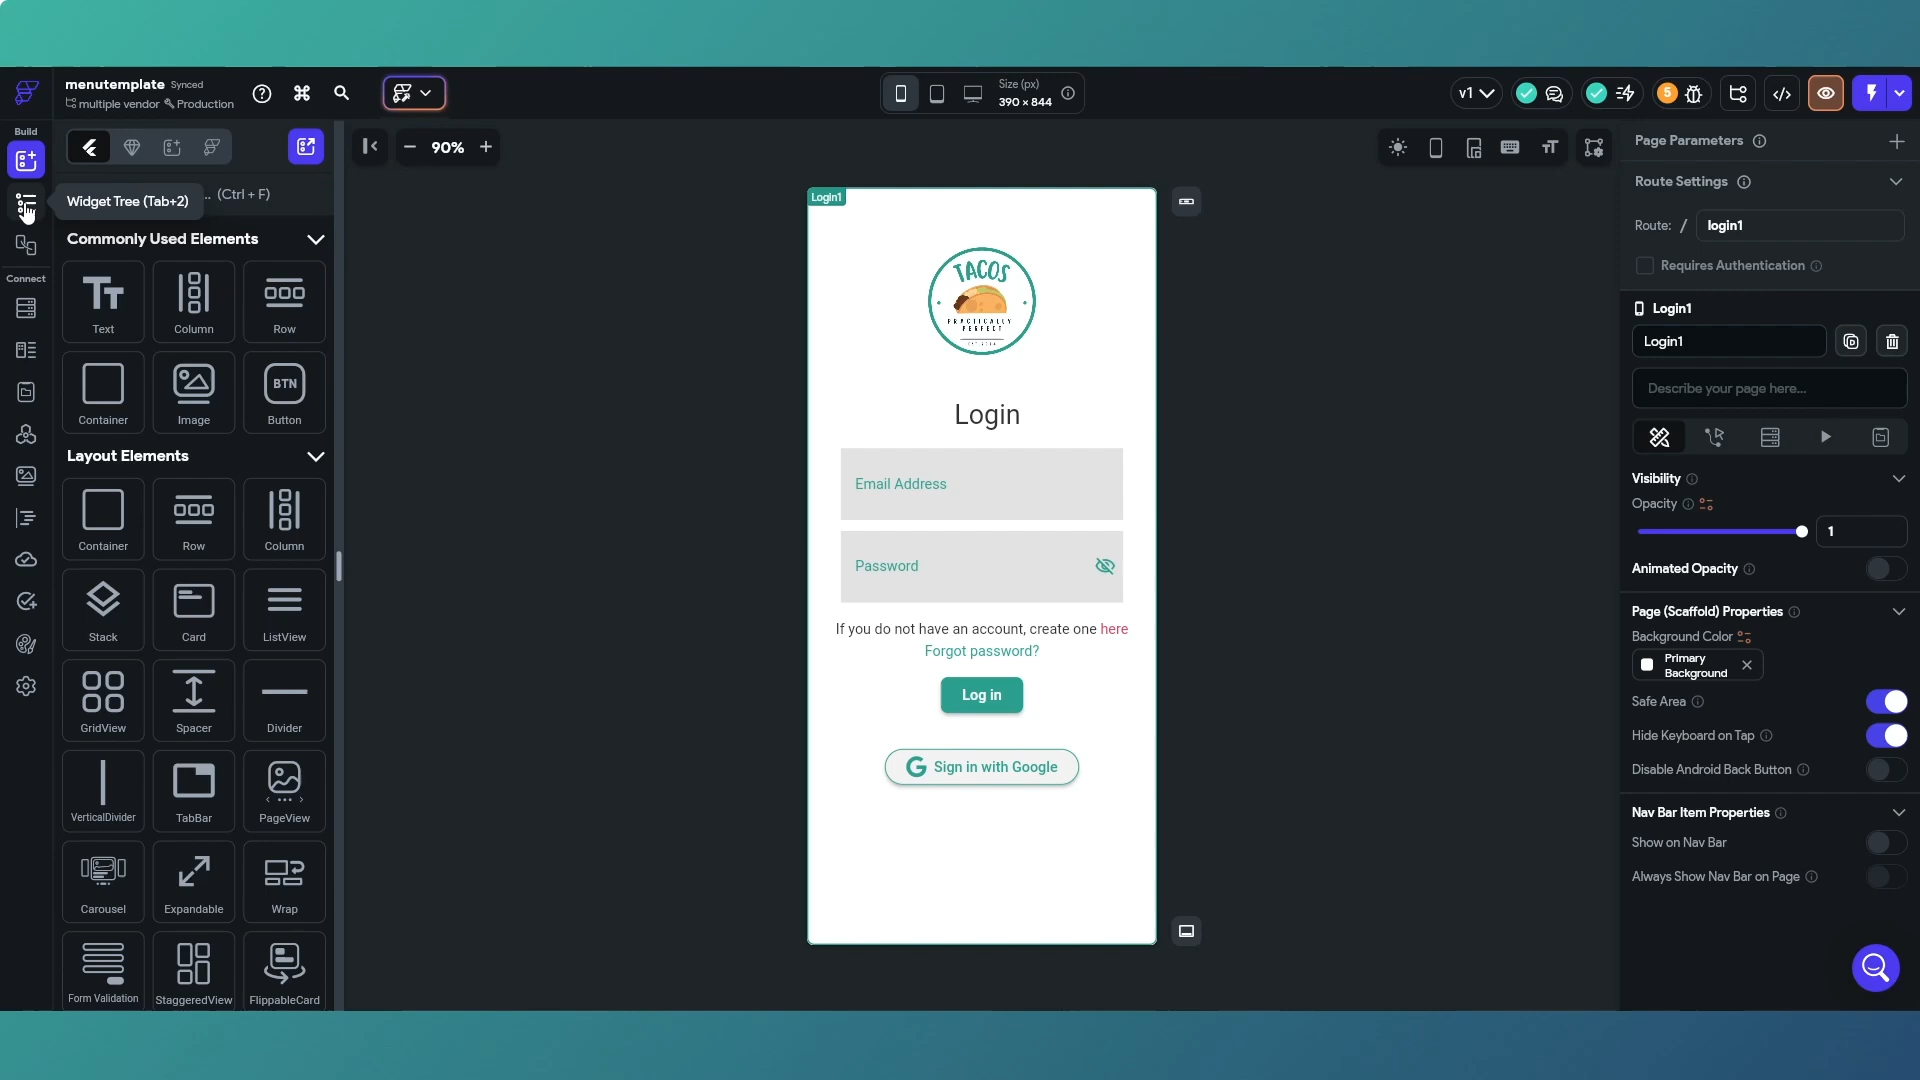 menutemplate Synced
multiple vendor Production
90%
Size (px)
390 × 844
v1
5
Build
Widget Tree (Tab+2)
.. (Ctrl + F)
Connect
Commonly Used Elements
Text
Column
Row
Container
Image
BTN
Button
Layout Elements
Container
Row
Column
Stack
Card
ListView
GridView
Spacer
Divider
VerticalDivider
TabBar
PageView
Carousel
Expandable
Wrap
Form Validation
StaggeredView
FlippableCard
Login1
TACOS
PRACTICALLY
PERFECT
Login
Email Address
Password
If you do not have an account, create one here
Forgot password?
Log in
Sign in with Google
Page Parameters
Route Settings
Route: / login1
Requires Authentication
Login1
Login1
Describe your page here...
Visibility
Opacity
1
Animated Opacity
Page (Scaffold) Properties
Background Color
Primary
Background
Safe Area
Hide Keyboard on Tap
Disable Android Back Button
Nav Bar Item Properties
Show on Nav Bar
Always Show Nav Bar on Page